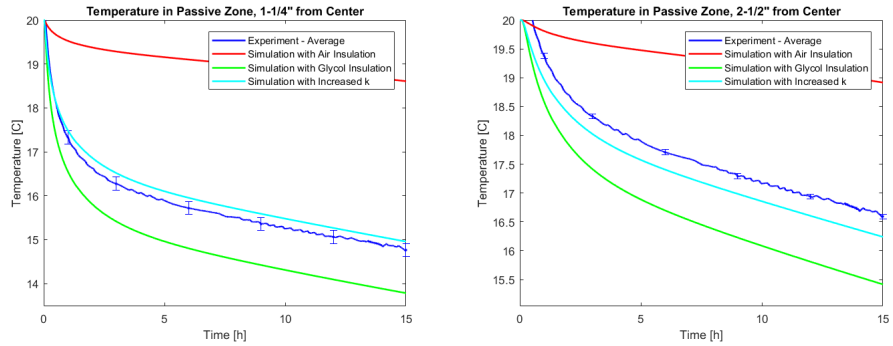 Temperature in Passive Zone, 1-1/4" from Center
20
19
18
17
16
15
14
Temperature [C]
0
5
10
15
Time [h]
Experiment - Average
Simulation with Air Insulation
Simulation with Glycol Insulation
Simulation with Increased k
Temperature in Passive Zone, 2-1/2" from Center
20
19.5
19
18.5
18
17.5
17
16.5
16
15.5
Temperature [C]
0
5
10
15
Time [h]
Experiment - Average
Simulation with Air Insulation
Simulation with Glycol Insulation
Simulation with Increased k